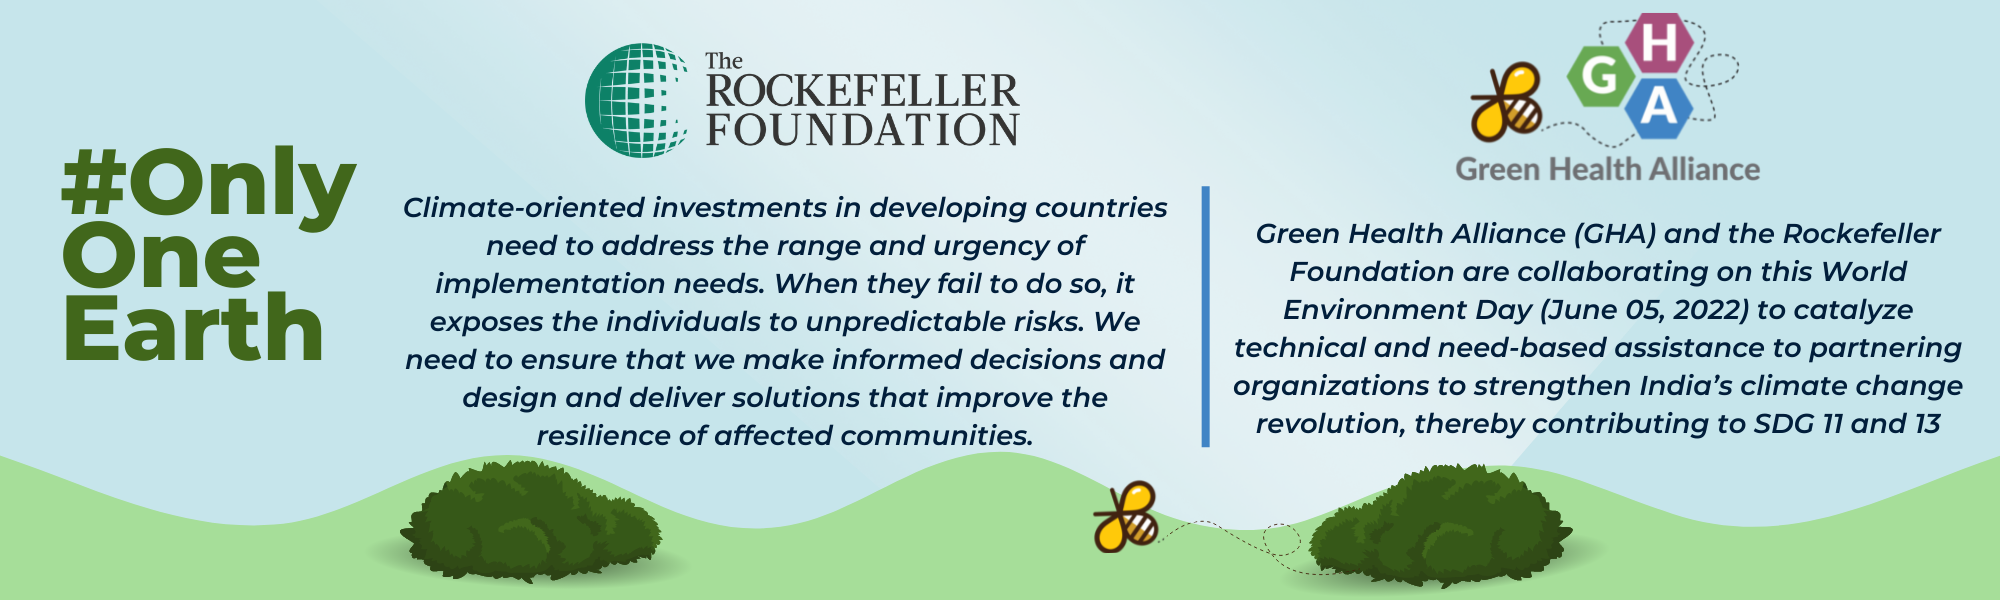 #Only
One
Earth
The
ROCKEFELLER
FOUNDATION
Climate-oriented investments in developing countries
need to address the range and urgency of
implementation needs. When they fail to do so, it
exposes the individuals to unpredictable risks. We
need to ensure that we make informed decisions and
design and deliver solutions that improve the
resilience of affected communities.
G
H
A
Green Health Alliance
Green Health Alliance (GHA) and the Rockefeller
Foundation are collaborating on this World
Environment Day (June 05, 2022) to catalyze
technical and need-based assistance to partnering
organizations to strengthen India’s climate change
revolution, thereby contributing to SDG 11 and 13